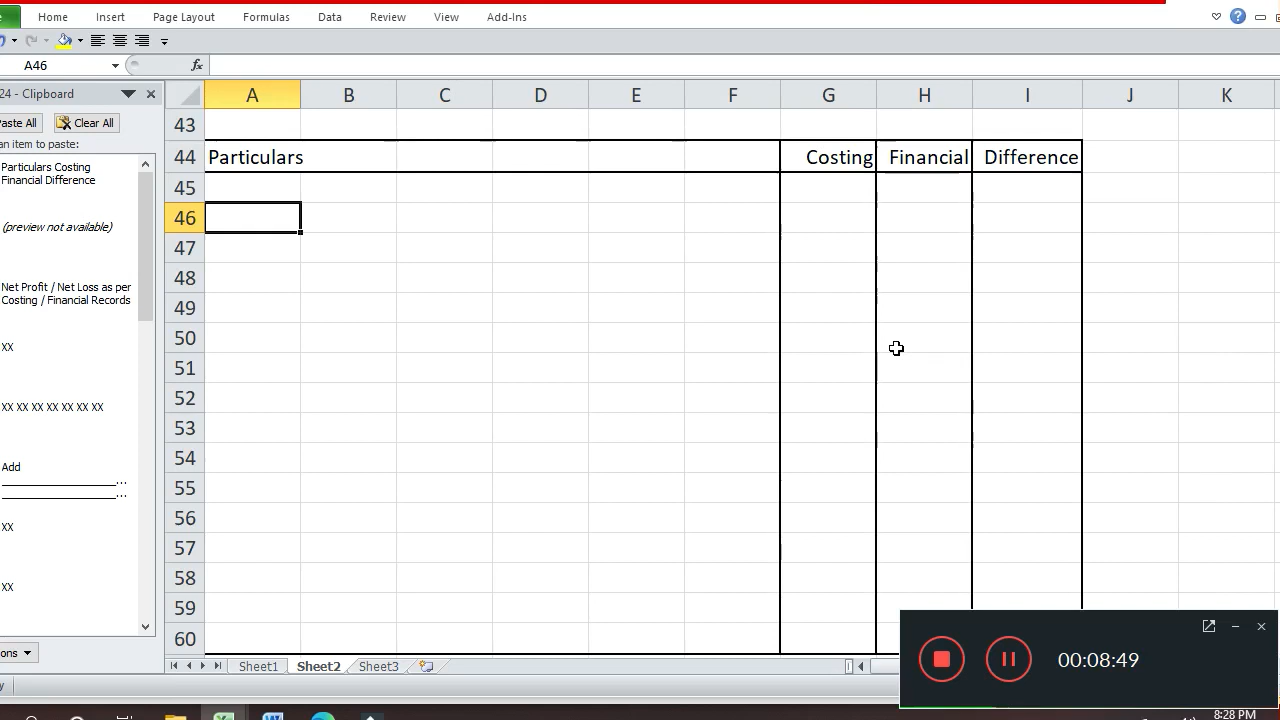 Home Insert Page Layout Formulas Data Review View Add-Ins
A46 fx
24 - Clipboard
Paste All Clear All
an item to paste:
Particulars Costing
Financial Difference
(preview not available)
Net Profit / Net Loss as per
Costing / Financial Records
XX
XX XX XX XX XX XX XX
Add
___________________...
___________________...
XX
XX
ons
A B C D E F G H I J K
43
44 Particulars Costing Financial Difference
45
46
47
48
49
50
51
52
53
54
55
56
57
58
59
60
Sheet1 Sheet2 Sheet3
00:08:49
8:28 PM